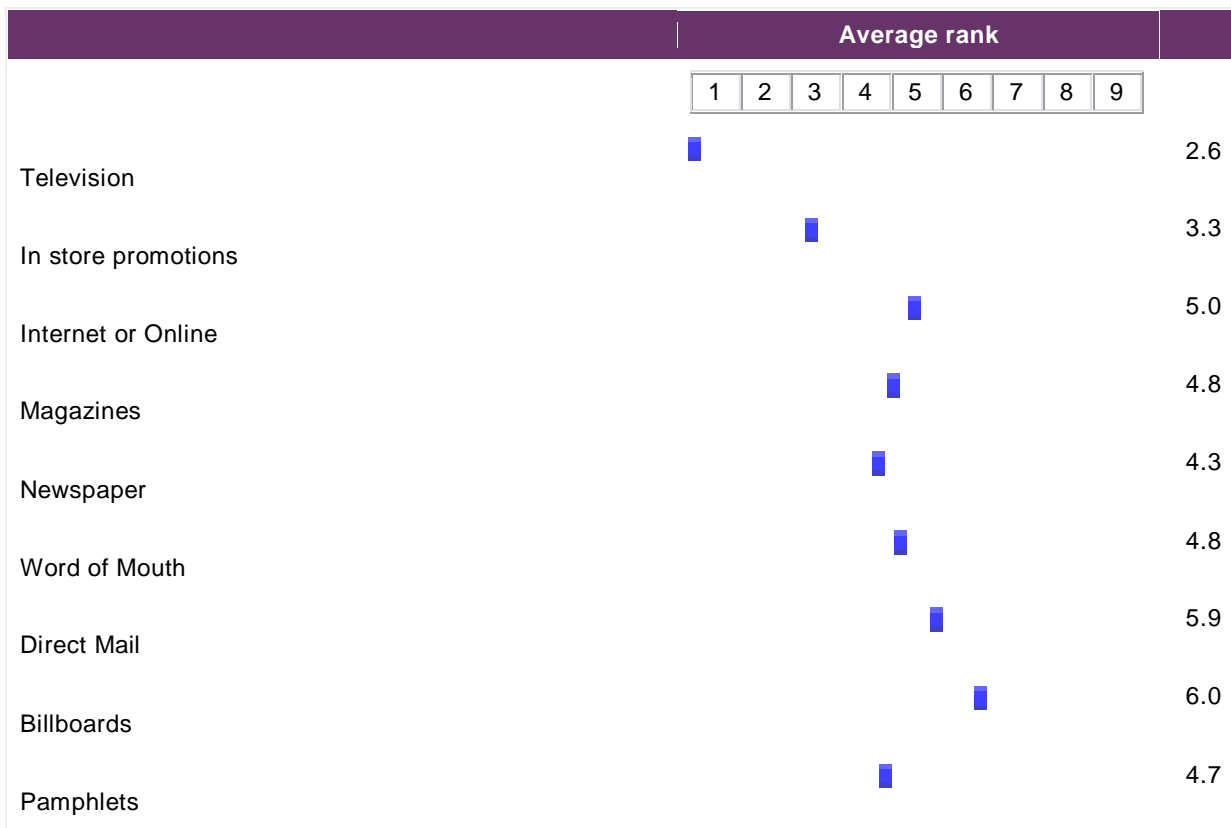 Average rank
1 2 3 4 5 6 7 8 9
2.6
Television
3.3
In store promotions
5.0
Internet or Online
4.8
Magazines
4.3
Newspaper
4.8
Word of Mouth
5.9
Direct Mail
6.0
Billboards
4.7
Pamphlets